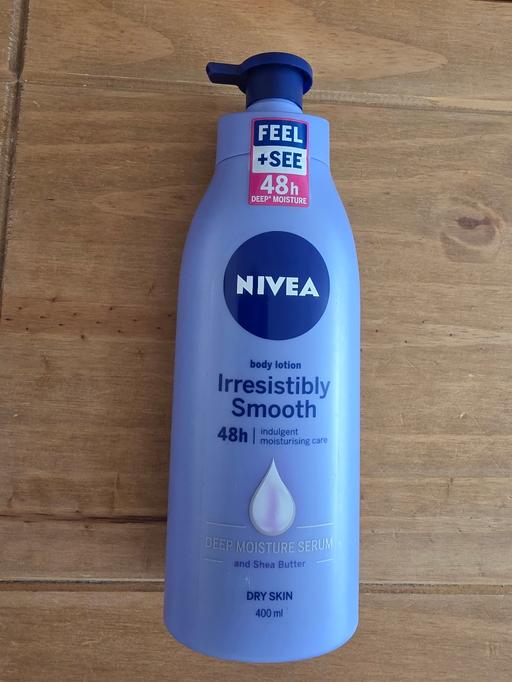 FEEL
+SEE
48h
DEEP* MOISTURE
NIVEA
body lotion
Irresistibly
Smooth
48h | indulgent
moisturising care
DEEP MOISTURE SERUM
and Shea Butter
DRY SKIN
400 ml